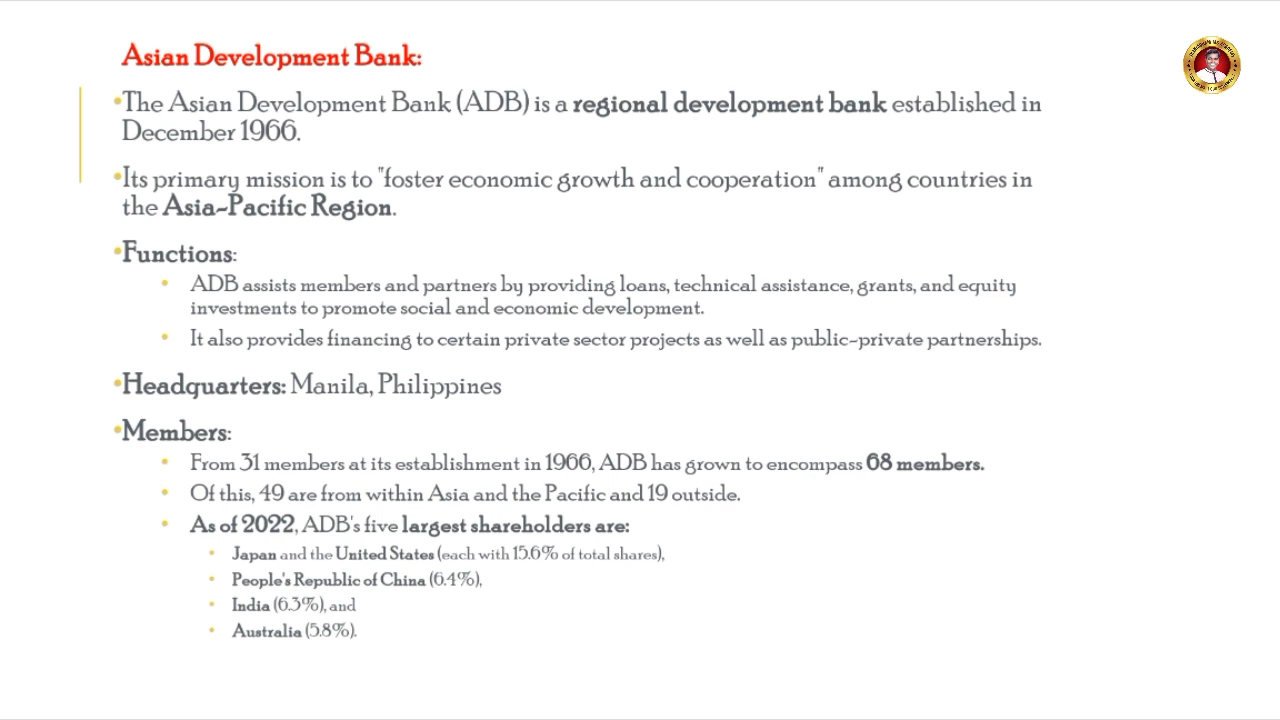 Asian Development Bank:
•The Asian Development Bank (ADB) is a regional development bank established in
December 1966.
•Its primary mission is to "foster economic growth and cooperation" among countries in
the Asia-Pacific Region.
•Functions:
• ADB assists members and partners by providing loans, technical assistance, grants, and equity
investments to promote social and economic development.
• It also provides financing to certain private sector projects as well as public-private partnerships.
•Headquarters: Manila, Philippines
•Members:
• From 31 members at its establishment in 1966, ADB has grown to encompass 68 members.
• Of this, 49 are from within Asia and the Pacific and 19 outside.
• As of 2022, ADB's five largest shareholders are:
• Japan and the United States (each with 15.6% of total shares),
• People's Republic of China (6.4%),
• India (6.3%), and
• Australia (5.8%).